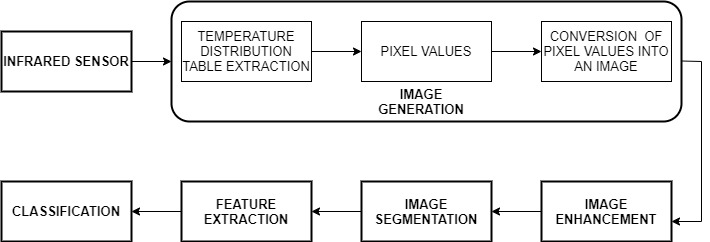 INFRARED SENSOR
TEMPERATURE
DISTRIBUTION
TABLE EXTRACTION
PIXEL VALUES
CONVERSION OF
PIXEL VALUES INTO
AN IMAGE
IMAGE
GENERATION
CLASSIFICATION
FEATURE
EXTRACTION
IMAGE
SEGMENTATION
IMAGE
ENHANCEMENT